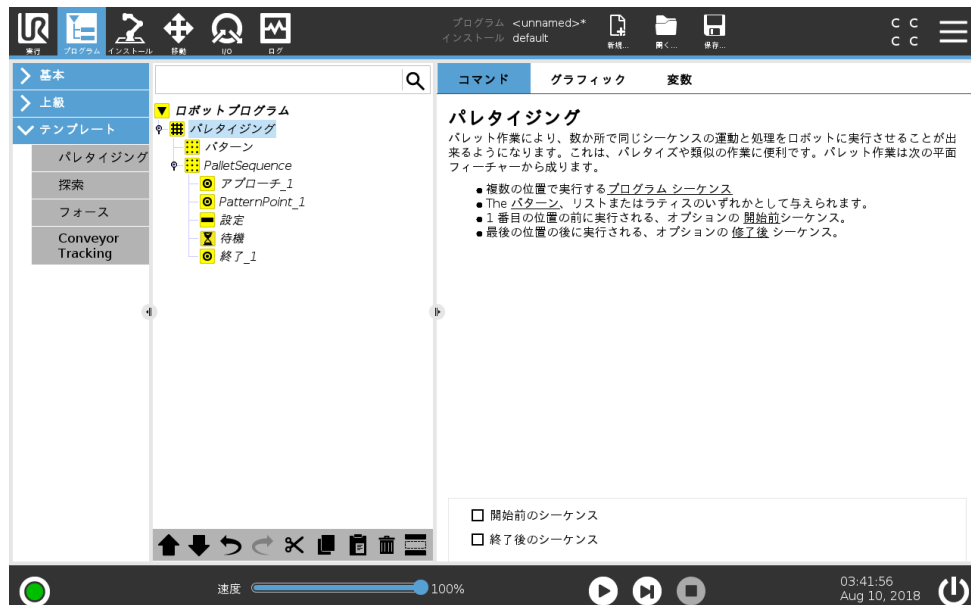 実行
プログラム
インストール
移動
I/O
ログ
プログラム <unnamed>*
インストール default
新規...
開く...
保存...
C C
C C
基本
上級
テンプレート
パレタイジング
探索
フォース
Conveyor
Tracking
ロボットプログラム
パレタイジング
パターン
PalletSequence
アプローチ_1
PatternPoint_1
設定
待機
終了_1
コマンド グラフィック 変数
パレタイジング
パレット作業により、数か所で同じシーケンスの運動と処理をロボットに実行させることが出
来るようになります。これは、パレタイズや類似の作業に便利です。パレット作業は次の平面
フィーチャーから成ります。
●複数の位置で実行するプログラム シーケンス
●The パターン、リストまたはラティスのいずれかとして与えられます。
●1 番目の位置の前に実行される、オプションの 開始前シーケンス。
●最後の位置の後に実行される、オプションの 修了後 シーケンス。
開始前のシーケンス
終了後のシーケンス
速度
100%
03:41:56
Aug 10, 2018